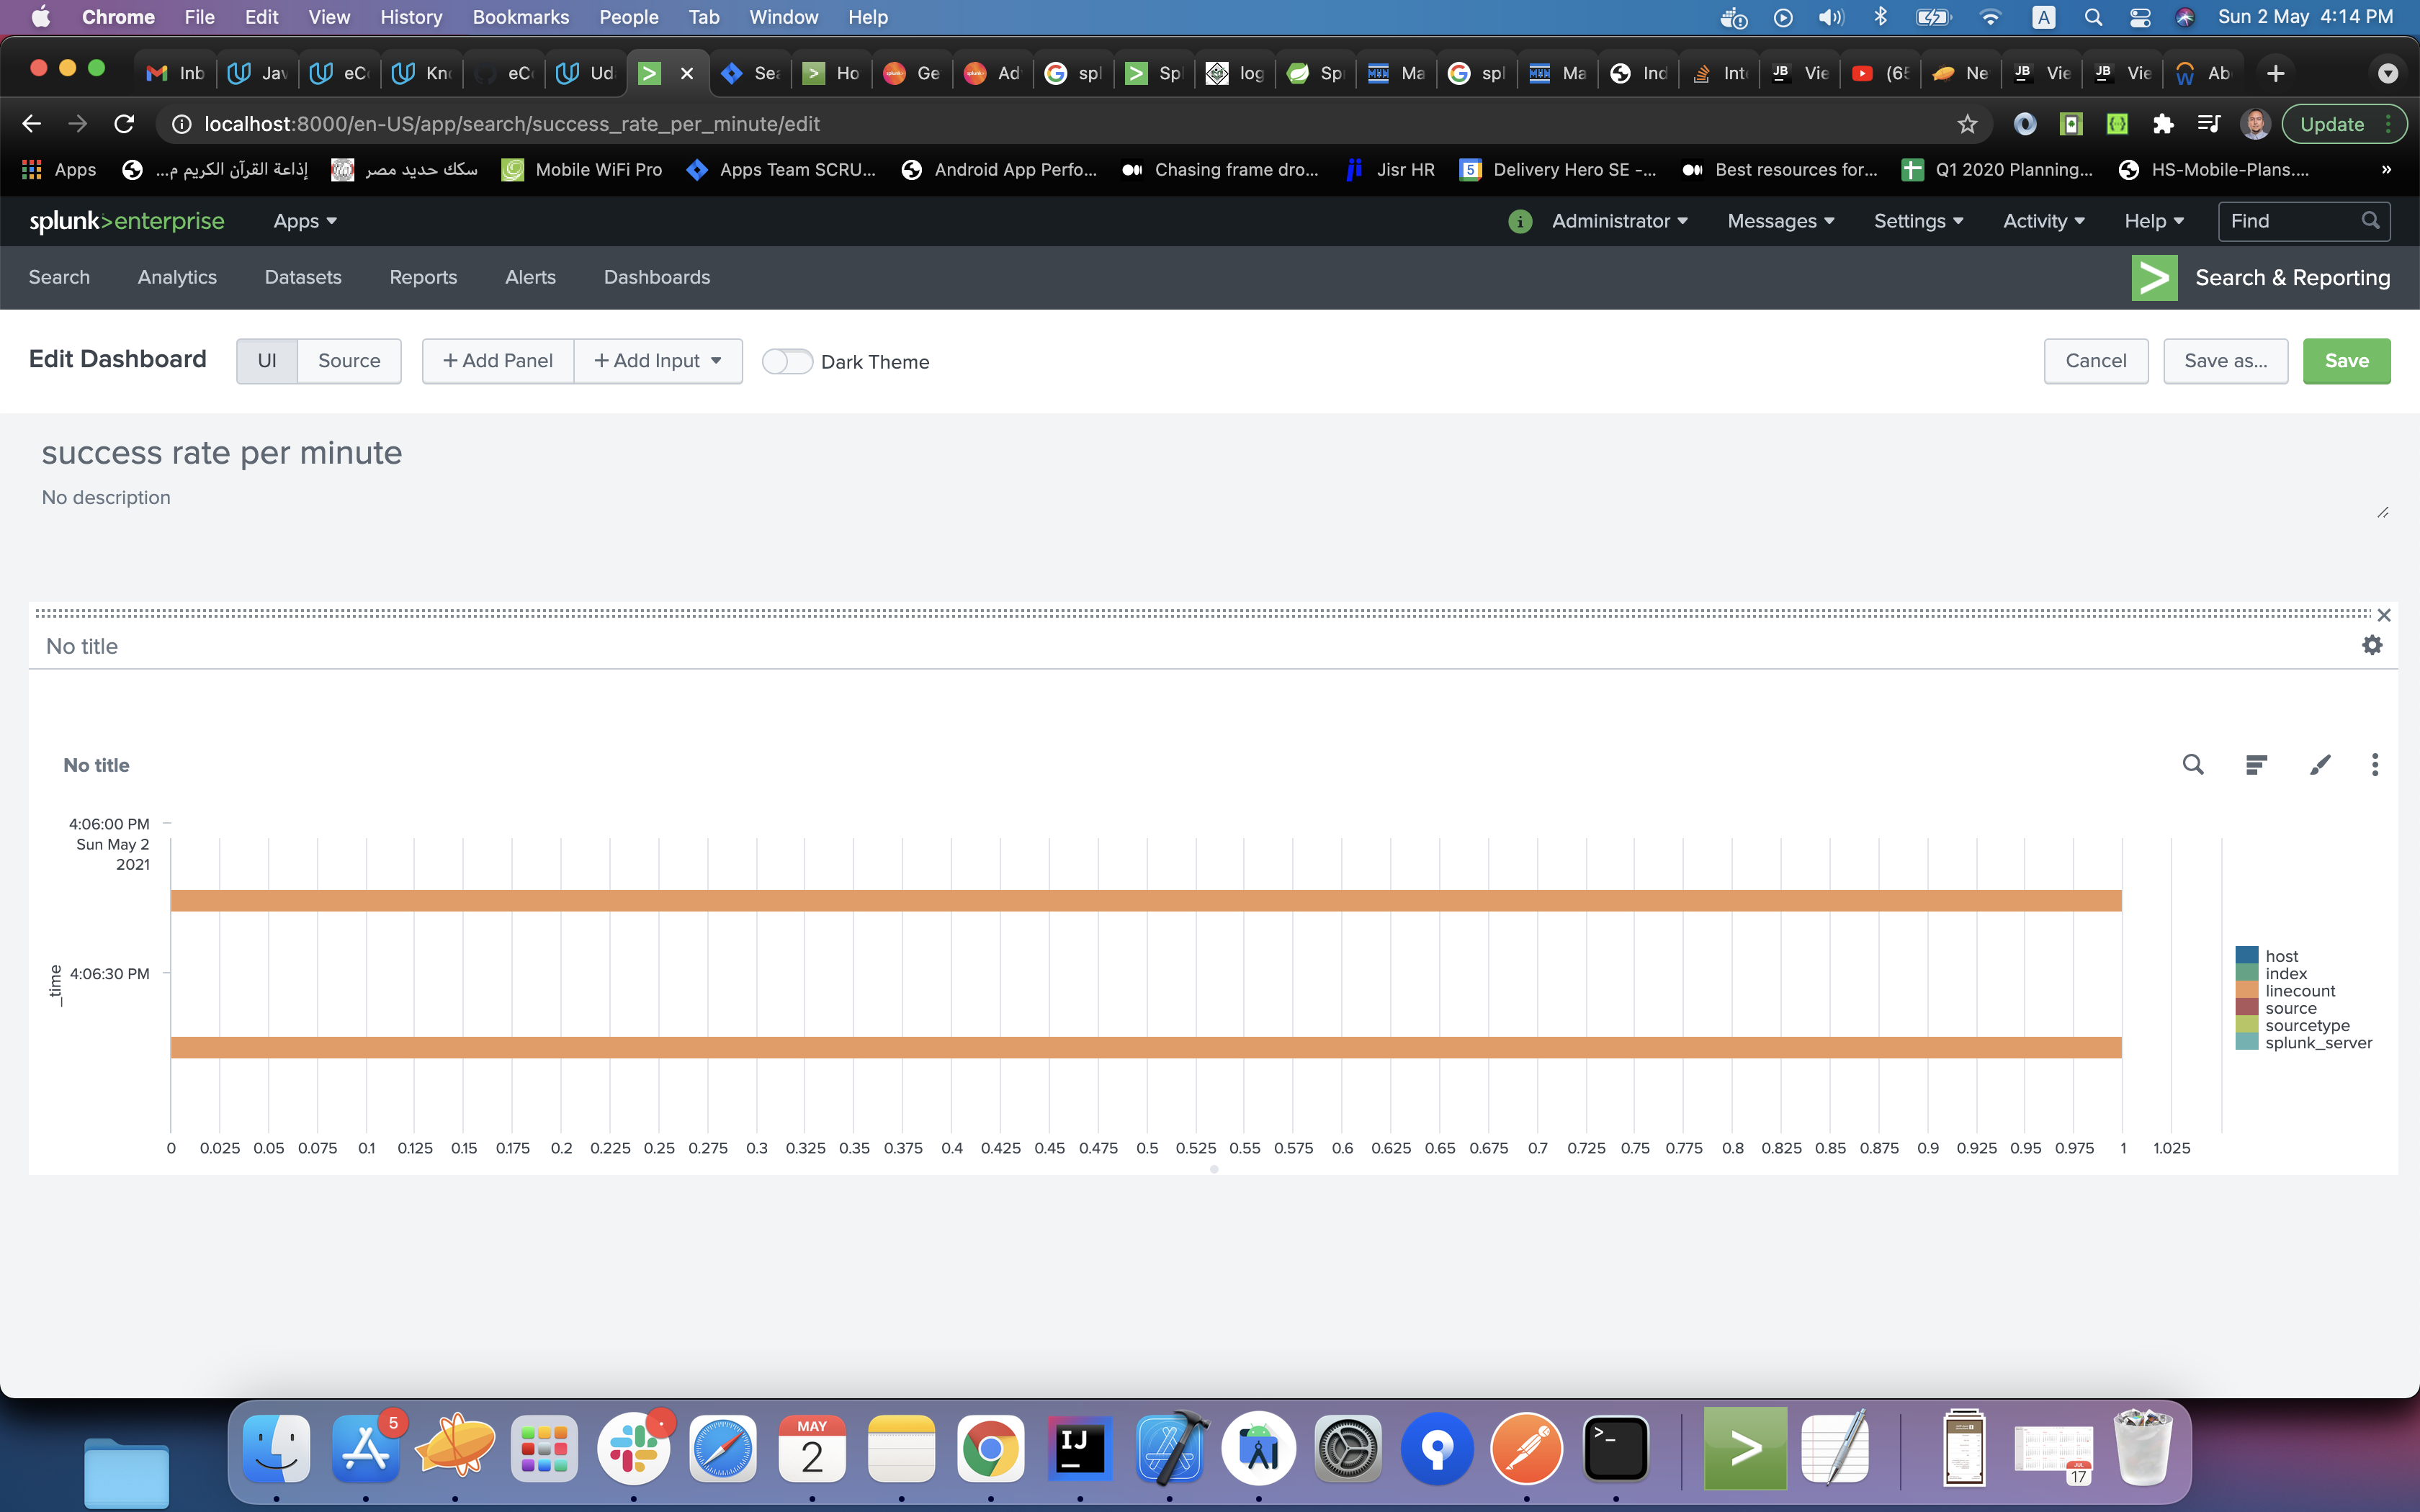 Chrome File Edit View History Bookmarks People Tab Window Help A Sun 2 May 4:14 PM
Inb Jav eCo Kno eCo Ud Sea Ho Ge Ad spl Spl log Sp Ma spl Ma Ind Int Vie (65 Ne Vie Vie Ab
localhost:8000/en-US/app/search/success_rate_per_minute/edit Update
Apps إذاعة القرآن الكريم م... سكك حديد مصر Mobile WiFi Pro Apps Team SCRU... Android App Perfo... Chasing frame dro... Jisr HR 5 Delivery Hero SE -... Best resources for... Q1 2020 Planning... HS-Mobile-Plans.... »
splunk>enterprise Apps i Administrator Messages Settings Activity Help Find
Search Analytics Datasets Reports Alerts Dashboards > Search & Reporting
Edit Dashboard UI Source + Add Panel + Add Input Dark Theme Cancel Save as... Save
success rate per minute
No description
No title
No title
4:06:00 PM
Sun May 2
2021
4:06:30 PM
_time
host
index
linecount
source
sourcetype
splunk_server
0 0.025 0.05 0.075 0.1 0.125 0.15 0.175 0.2 0.225 0.25 0.275 0.3 0.325 0.35 0.375 0.4 0.425 0.45 0.475 0.5 0.525 0.55 0.575 0.6 0.625 0.65 0.675 0.7 0.725 0.75 0.775 0.8 0.825 0.85 0.875 0.9 0.925 0.95 0.975 1 1.025
5 MAY 2 IJ >_ > JUL 17